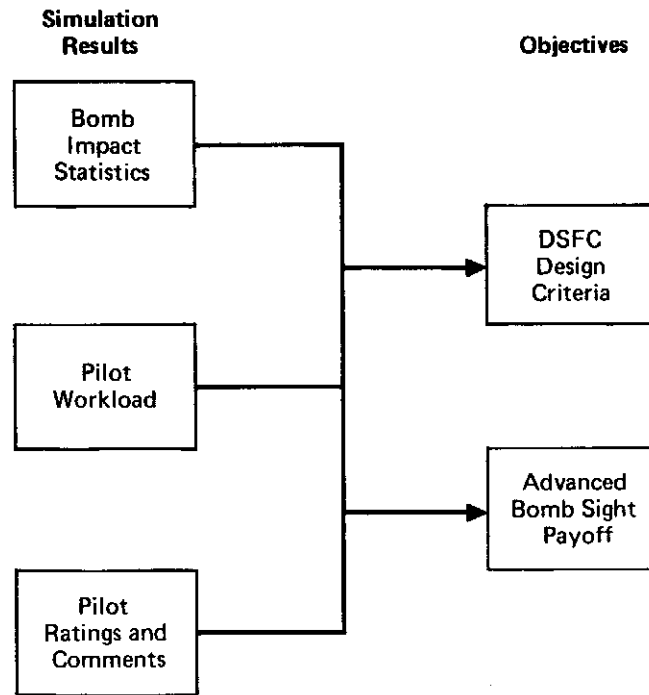 Simulation
Results
Objectives
Bomb
Impact
Statistics
DSFC
Design
Criteria
Pilot
Workload
Advanced
Bomb Sight
Payoff
Pilot
Ratings and
Comments